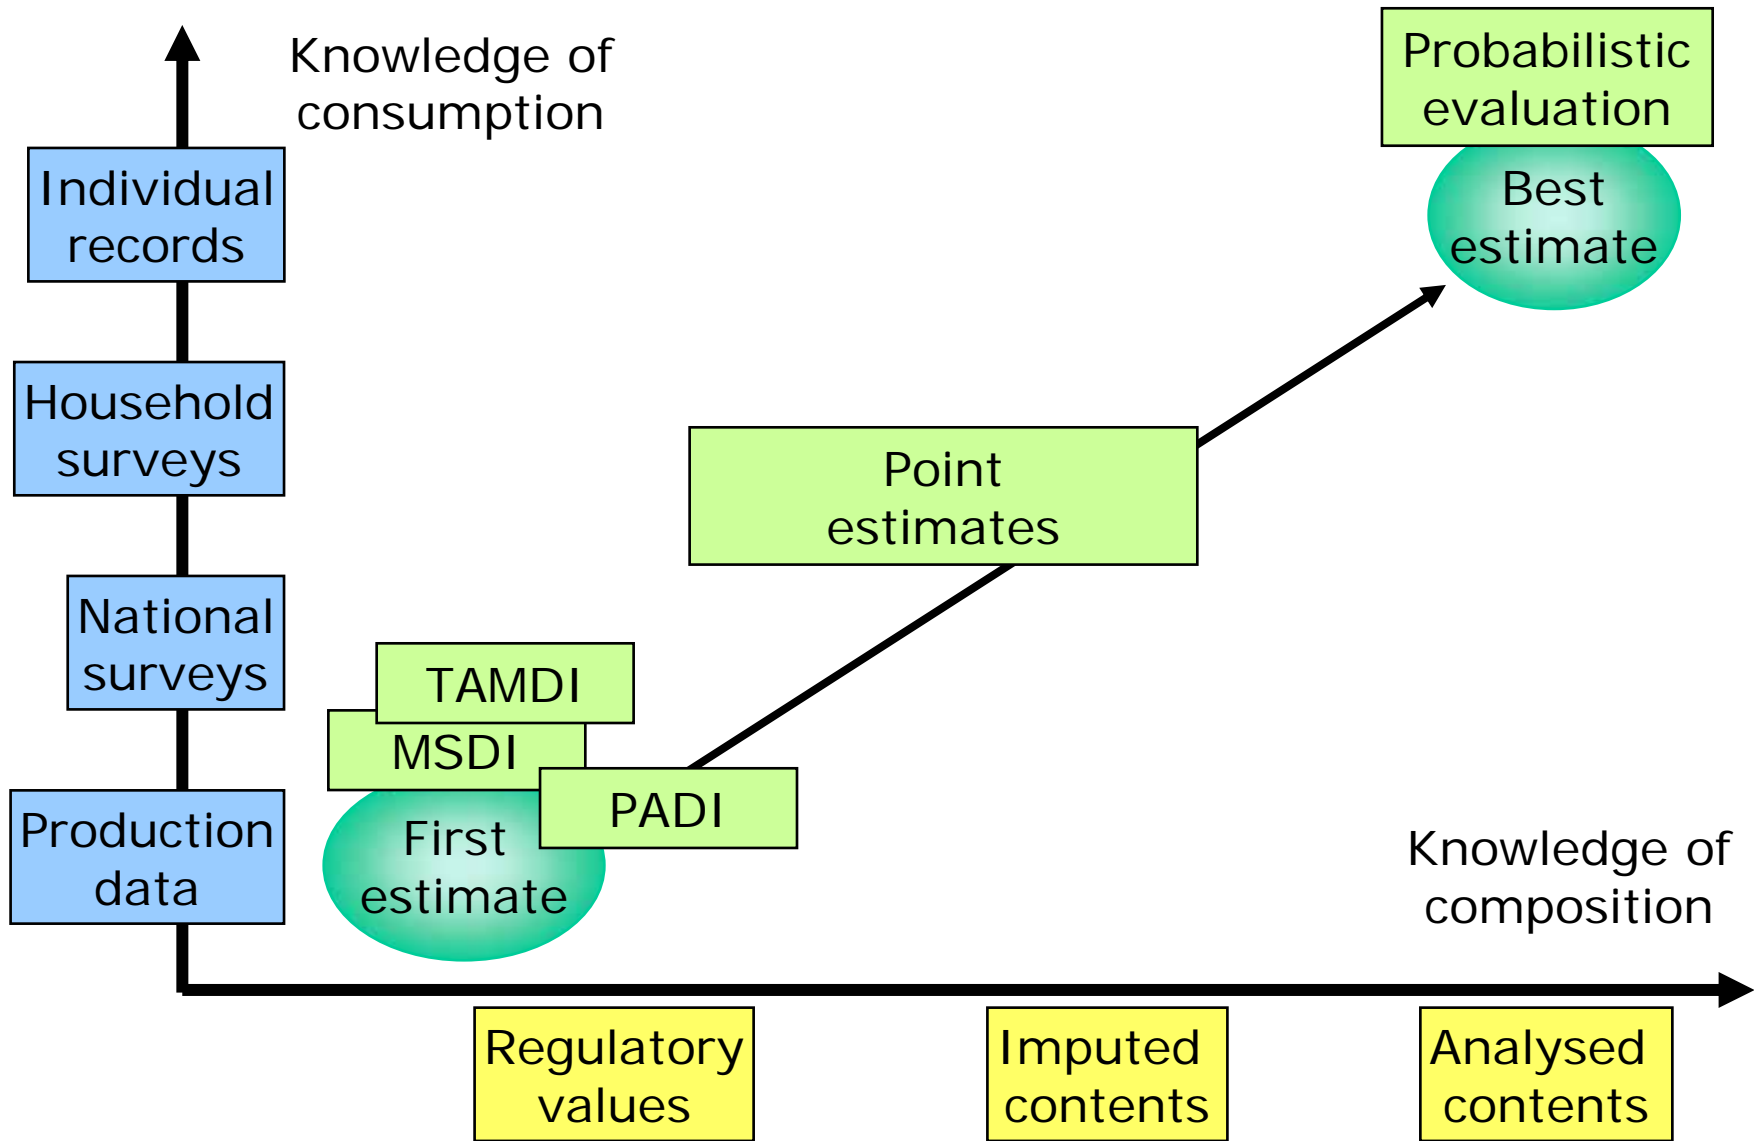 Knowledge of
consumption
Probabilistic
evaluation
Best
estimate
Individual
records
Household
surveys
Point
estimates
National
surveys
TAMDI
MSDI
PADI
Production
data
First
estimate
Knowledge of
composition
Regulatory
values
Imputed
contents
Analysed
contents